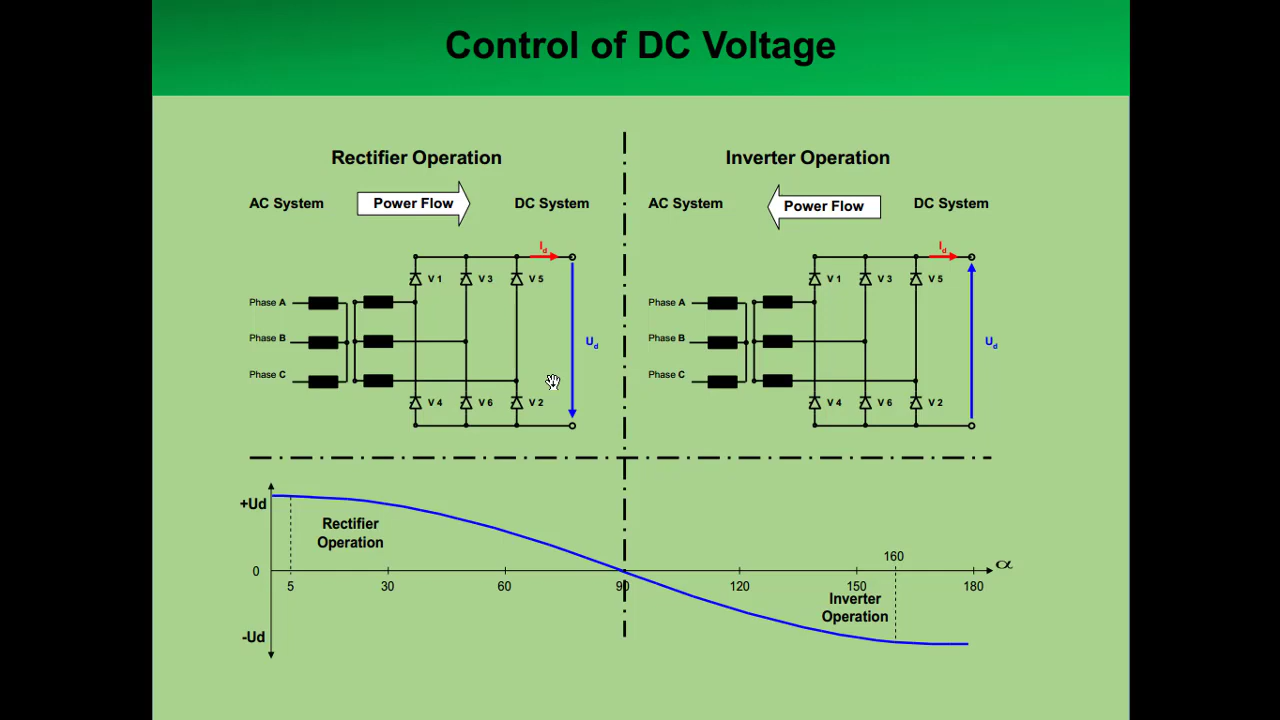 Control of DC Voltage
Rectifier Operation
AC System
Power Flow
DC System
Id
V 1
V 3
V 5
Phase A
Phase B
Phase C
Ud
V 4
V 6
V 2
Inverter Operation
AC System
Power Flow
DC System
Id
V 1
V 3
V 5
Phase A
Phase B
Phase C
Ud
V 4
V 6
V 2
+Ud
0
-Ud
Rectifier
Operation
5
30
60
90
120
150
160
180
α
Inverter
Operation